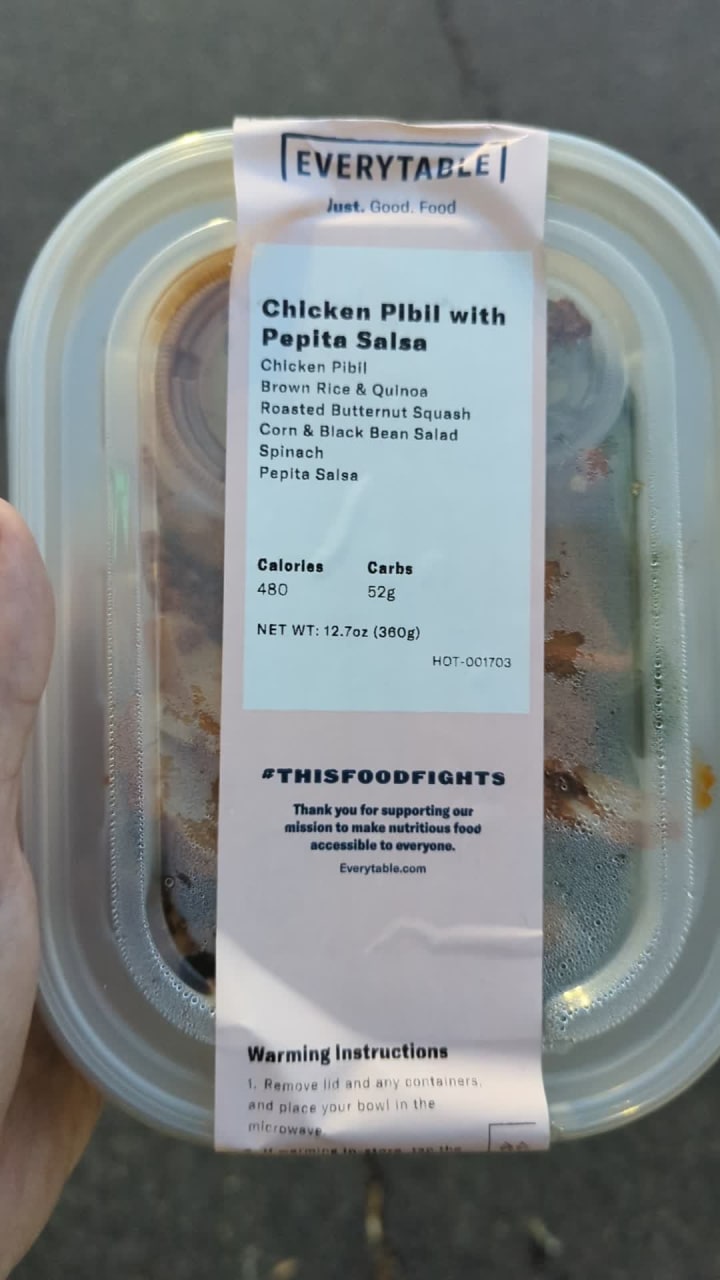 EVERYTABLE
Just. Good. Food
Chicken Pibil with
Pepita Salsa
Chicken Pibil
Brown Rice & Quinoa
Roasted Butternut Squash
Corn & Black Bean Salad
Spinach
Pepita Salsa
Calories Carbs
480 52g
NET WT: 12.7oz (360g)
HOT-001703
#THISFOODFIGHTS
Thank you for supporting our
mission to make nutritious food
accessible to everyone.
Everytable.com
Warming Instructions
1. Remove lid and any containers,
and place your bowl in the
microwave.